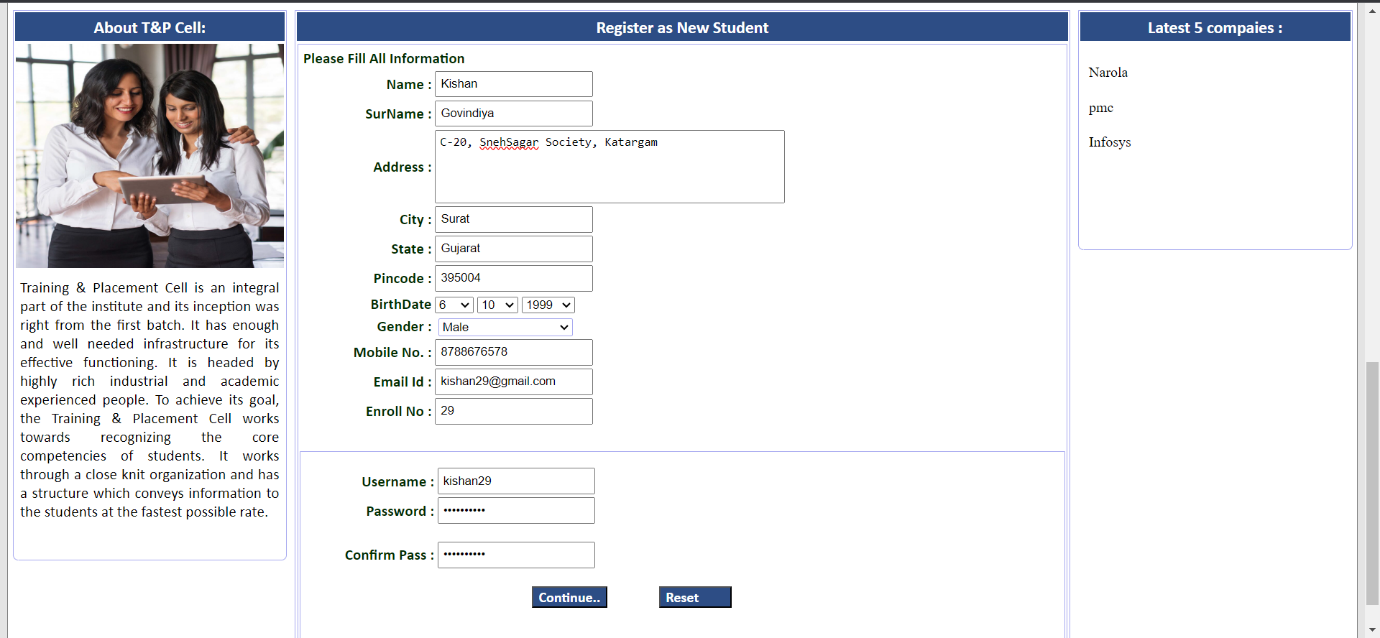 About T&P Cell:
Training & Placement Cell is an integral
part of the institute and its inception was
right from the first batch. It has enough
and well needed infrastructure for its
effective functioning. It is headed by
highly rich industrial and academic
experienced people. To achieve its goal,
the Training & Placement Cell works
towards recognizing the core
competencies of students. It works
through a close knit organization and has
a structure which conveys information to
the students at the fastest possible rate.
Register as New Student
Please Fill All Information
Name : Kishan
SurName : Govindiya
Address : C-20, SnehSagar Society, Katargam
City : Surat
State : Gujarat
Pincode : 395004
BirthDate 6 10 1999
Gender : Male
Mobile No. : 8788676578
Email Id : kishan29@gmail.com
Enroll No : 29
Username : kishan29
Password : ••••••••••
Confirm Pass : ••••••••••
Continue.. Reset
Latest 5 compaies :
Narola
pmc
Infosys